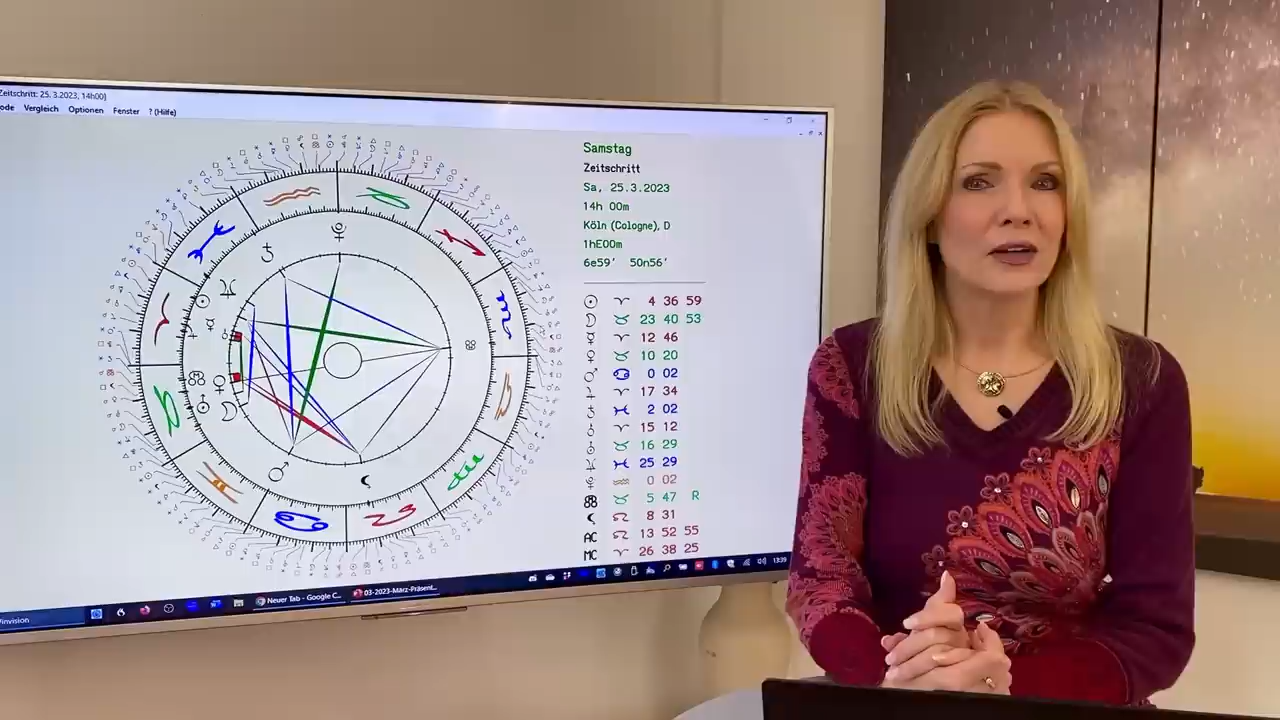 Zeitschritt: 25. 3.2023, 14h00]
ode Vergleich Optionen Fenster ? (Hilfe)
Samstag
Zeitschritt
Sa, 25.3.2023
14h 00m
Köln (Cologne), D
1hE00m
6e59' 50n56'
☉ ♈ 4 36 59
☽ ♉ 23 40 53
☿ ♈ 12 46
♀ ♉ 10 20
♂ ♋ 0 02
♃ ♈ 17 34
♄ ♓ 2 02
♈ 15 12
♅ ♉ 16 29
♆ ♓ 25 29
♇ ♒ 0 02
☊ ♉ 5 47 R
⚸ ♌ 8 31
AC ♌ 13 52 55
MC ♈ 26 38 25
Neuer Tab - Google C...
03-2023-März-Präsent...
13:39